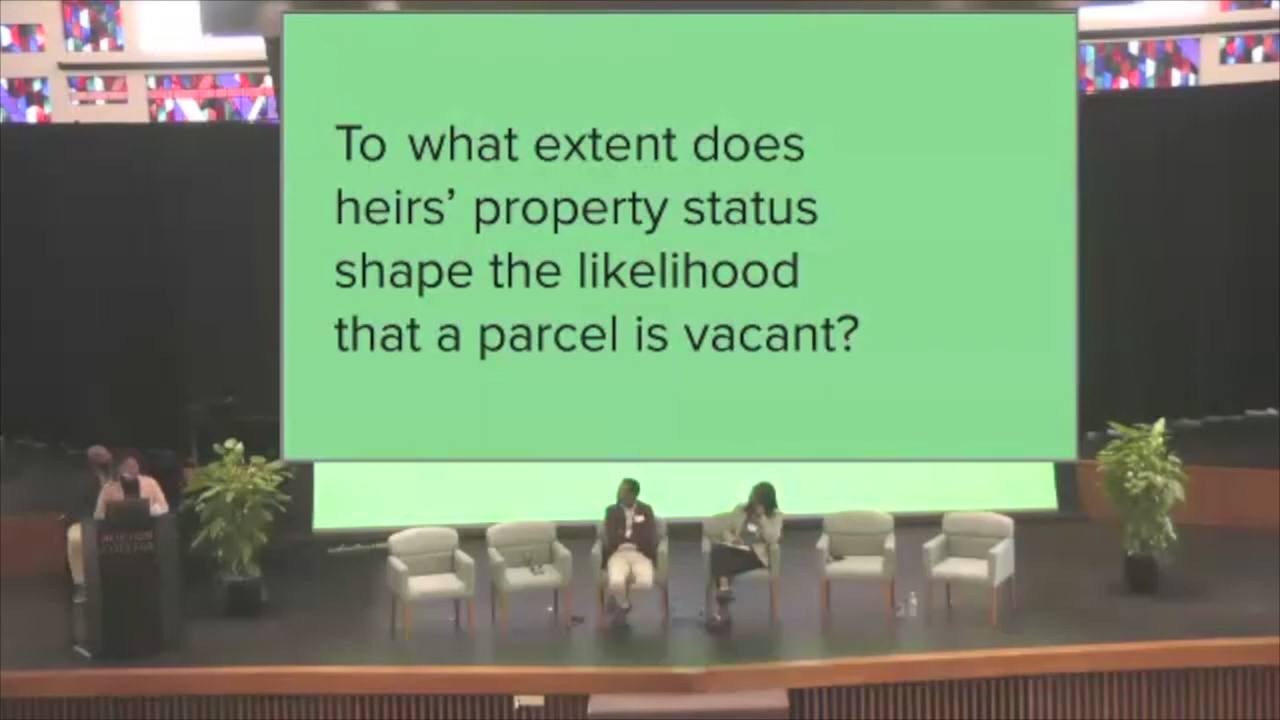 To what extent does
heirs’ property status
shape the likelihood
that a parcel is vacant?